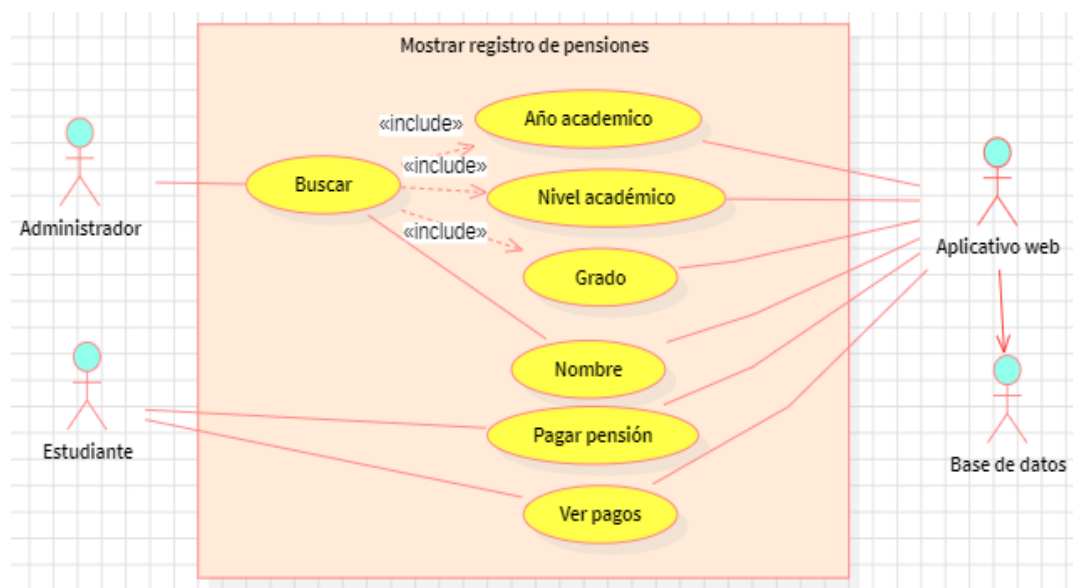 Mostrar registro de pensiones
«include»
Año academico
«include»
Buscar
Nivel académico
Administrador
«include»
Aplicativo web
Grado
Nombre
Pagar pensión
Estudiante
Base de datos
Ver pagos